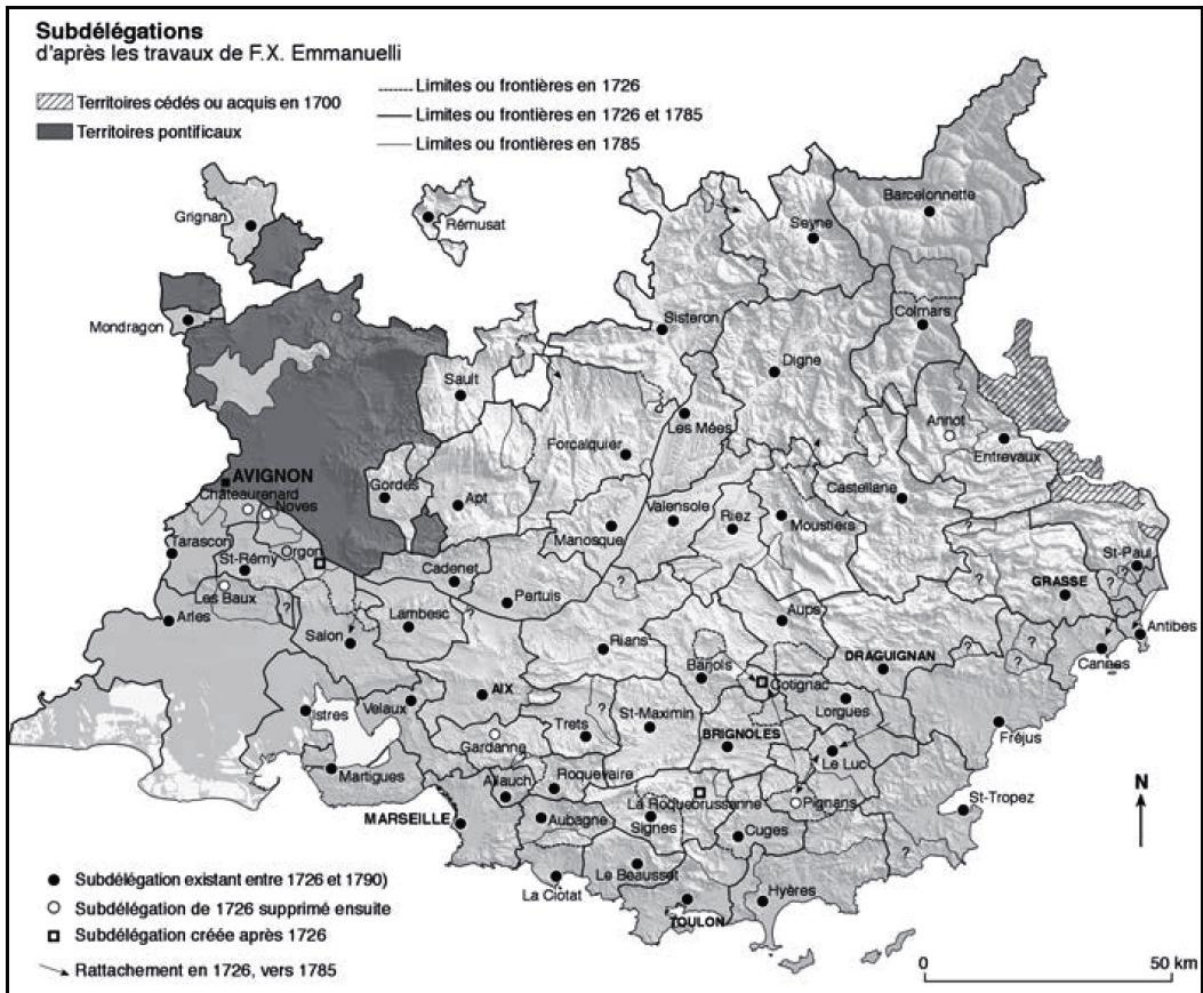 Subdélégations
d'après les travaux de F.X. Emmanuelli
Territoires cédés ou acquis en 1700
Territoires pontificaux
Limites ou frontières en 1726
Limites ou frontières en 1726 et 1785
Limites ou frontières en 1785
Barcelonnette
Grignan
Rémusat
Seyne
Mondragon
Sisteron
Colmars
Digne
Sault
Les Mées
Annot
Forcalquier
Entrevaux
AVIGNON
Gordes
Castellane
Châteaurenard
Noves
Apt
Valensole
Riez
Moustiers
Manosque
?
Tarascon
St-Rémy
Orgon
St-Paul
Cadenet
?
GRASSE
?
?
Les Baux
Pertuis
?
Arles
Lambesc
?
Aups
Antibes
Salon
Rians
Barjols
DRAGUIGNAN
?
?
?
Cannes
Cotignac
AIX
Istres
Velaux
Trets
?
St-Maximin
Lorgues
BRIGNOLES
Fréjus
Gardanne
Le Luc
Martigues
Allauch
Roquevaire
N
La Roquebrussanne
Pignans
St-Tropez
MARSEILLE
Aubagne
Signes
Cuges
?
Le Beausset
La Ciotat
Hyères
TOULON
Subdélégation existant entre 1726 et 1790)
Subdélégation de 1726 supprimé ensuite
Subdélégation créée après 1726
Rattachement en 1726, vers 1785
0 50 km